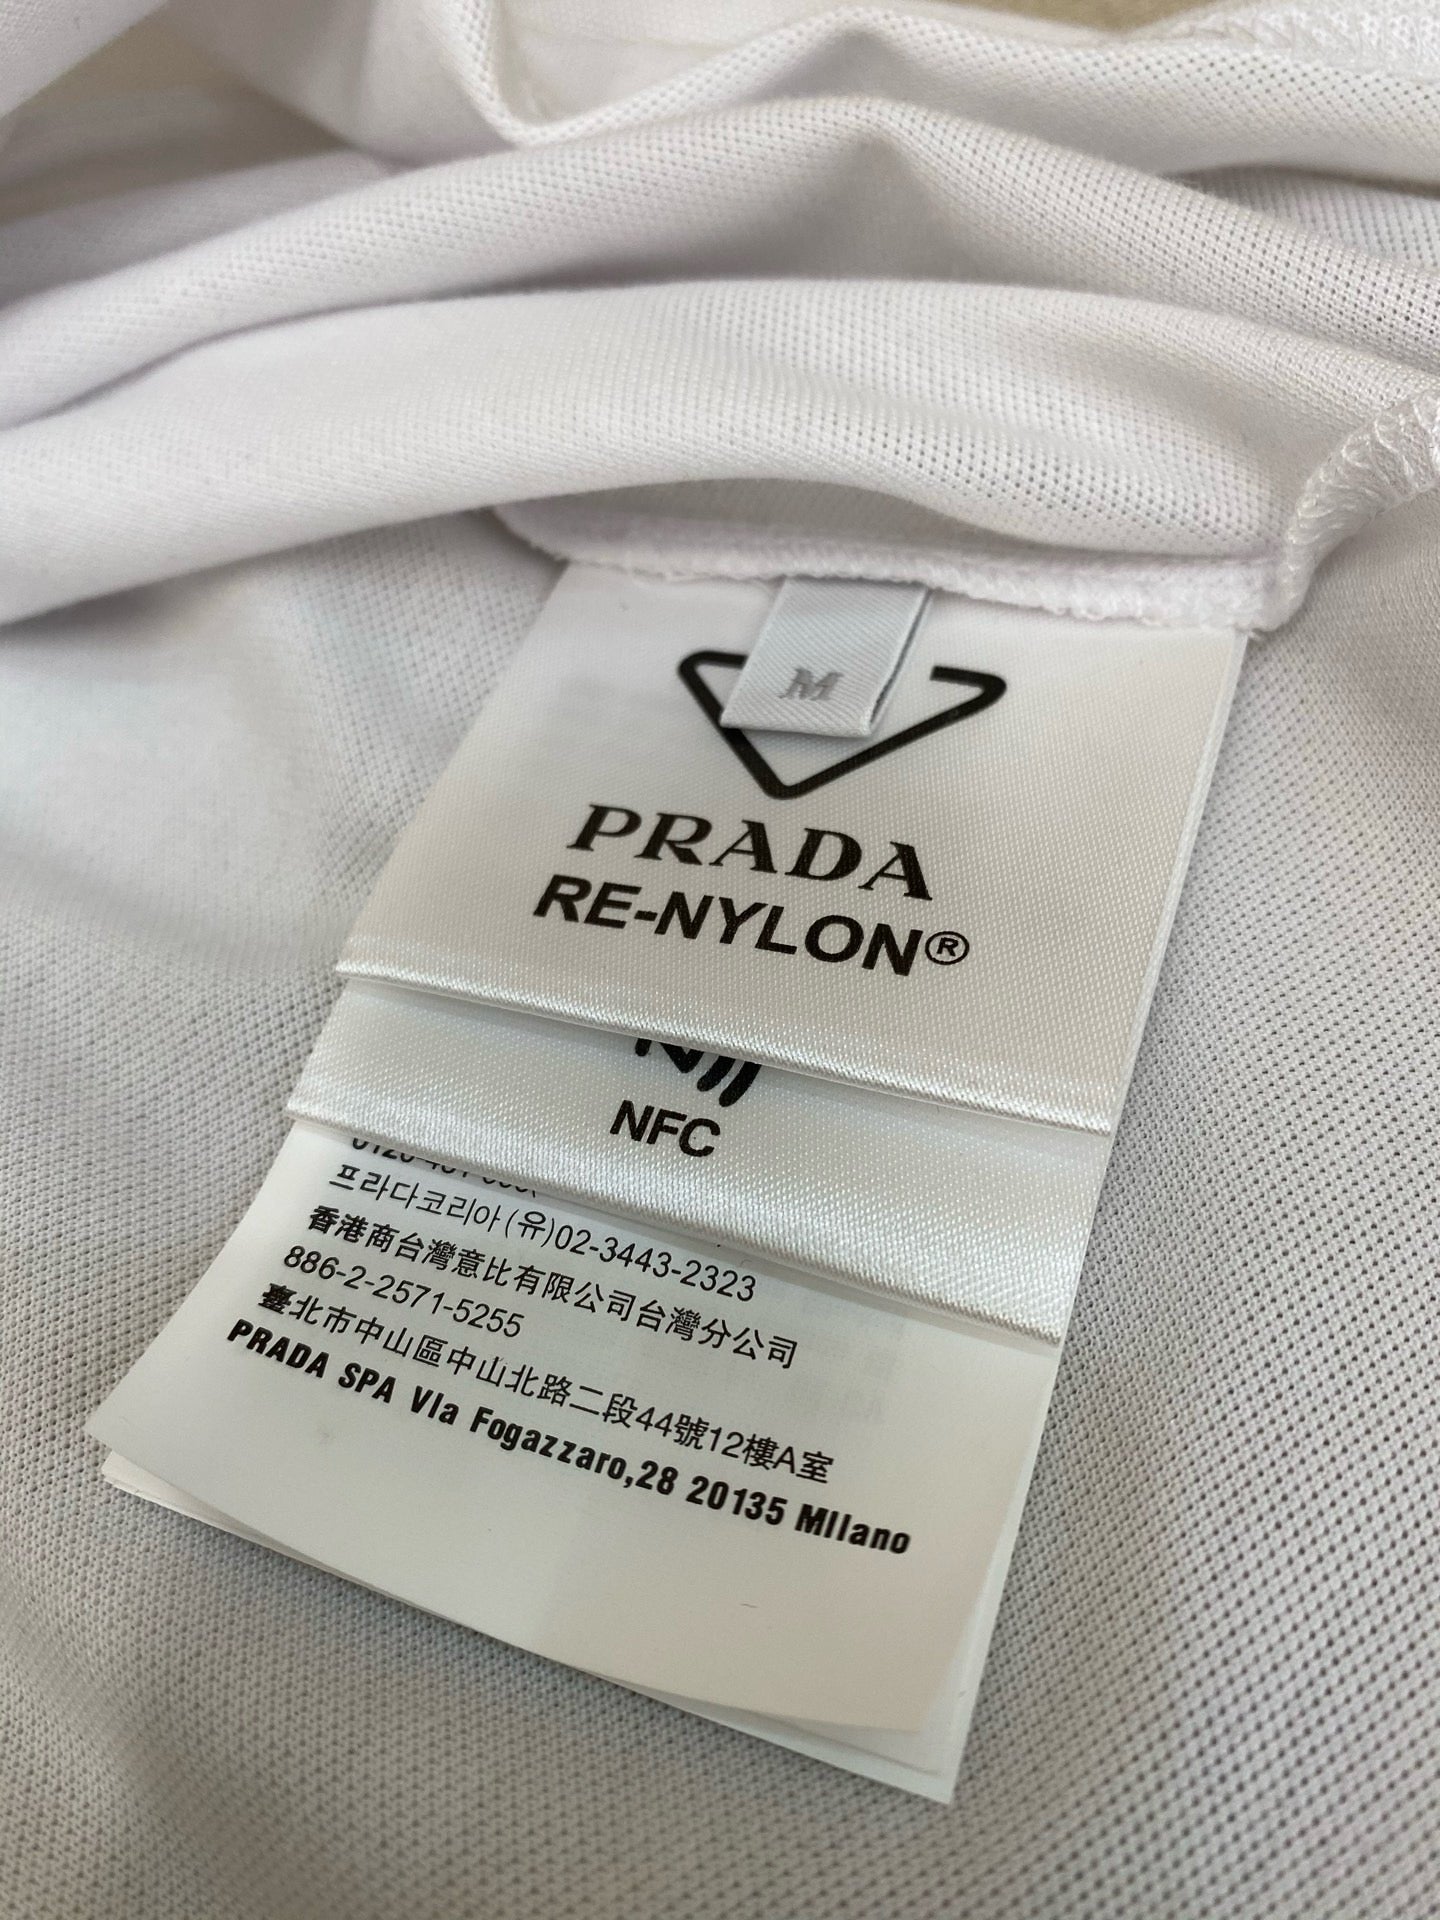 M
PRADA
RE-NYLON®
NFC
프라다코리아(유)02-3443-2323
香港商台灣意比有限公司台灣分公司
886-2-2571-5255
臺北市中山區中山北路二段44號12樓A室
PRADA SPA VIa Fogazzaro,28 20135 MIlano